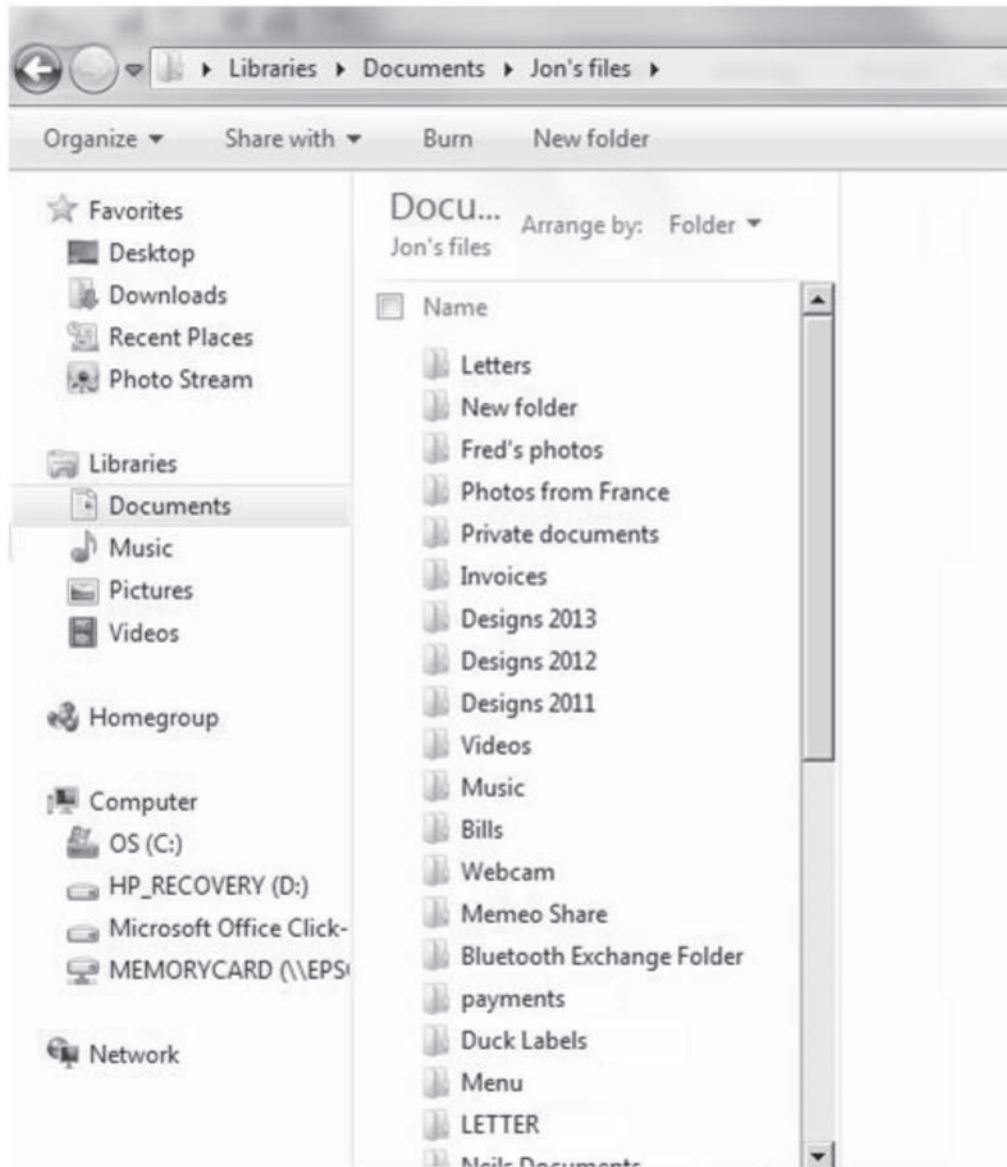 Libraries Documents Jon's files
Organize Share with Burn New folder
Favorites
Desktop
Downloads
Recent Places
Photo Stream
Libraries
Documents
Music
Pictures
Videos
Homegroup
Computer
OS (C:)
HP_RECOVERY (D:)
Microsoft Office Click-
MEMORYCARD (\\EPS
Network
Docu...
Jon's files
Arrange by: Folder
Name
Letters
New folder
Fred's photos
Photos from France
Private documents
Invoices
Designs 2013
Designs 2012
Designs 2011
Videos
Music
Bills
Webcam
Memeo Share
Bluetooth Exchange Folder
payments
Duck Labels
Menu
LETTER
Neils Documents